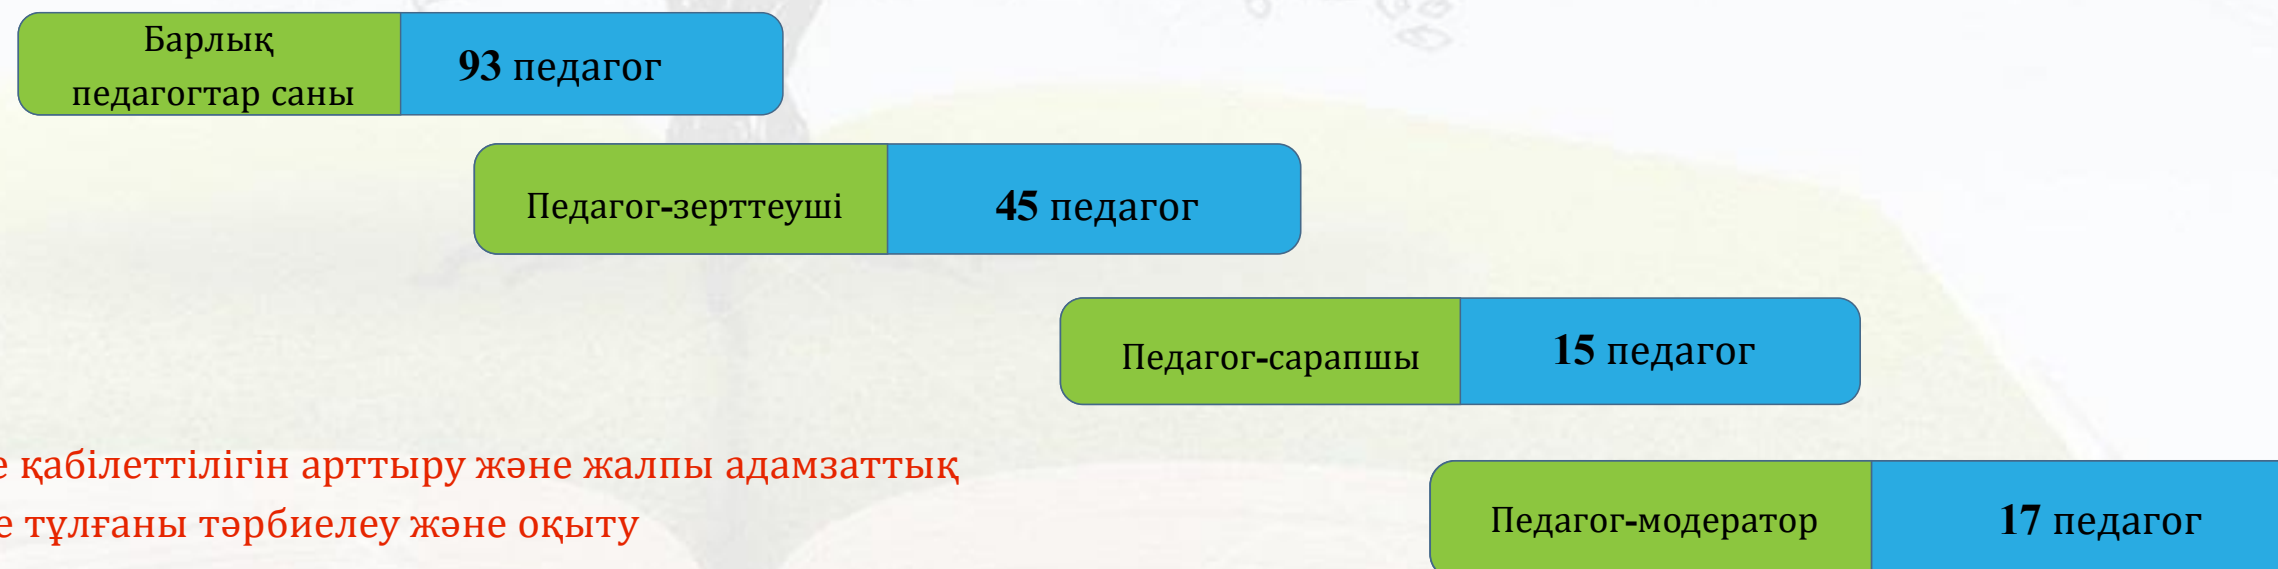 Барлық
педагогтар саны
93 педагог
Педагог-зерттеуші
45 педагог
Педагог-сарапшы
15 педагог
қабілеттілігін арттыру және жалпы адамзаттық
тұлғаны тәрбиелеу және оқыту
Педагог-модератор
17 педагог